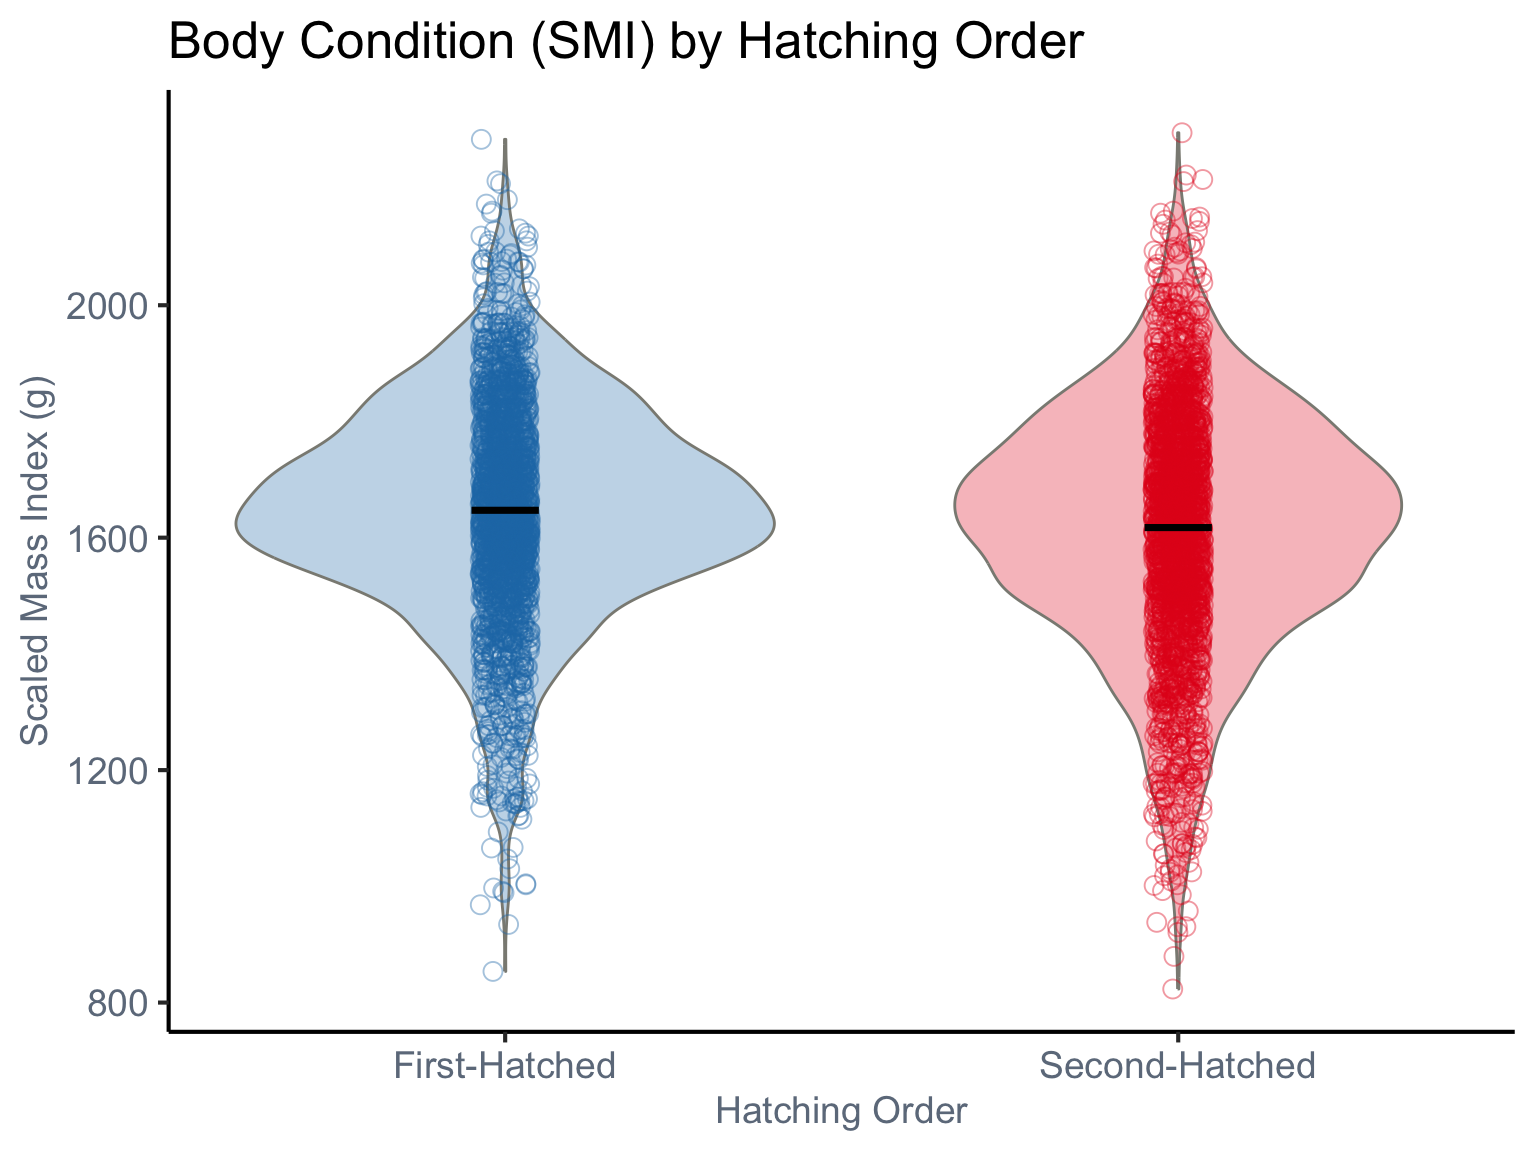 Body Condition (SMI) by Hatching Order
Scaled Mass Index (g)
2000
1600
1200
800
First-Hatched
Second-Hatched
Hatching Order